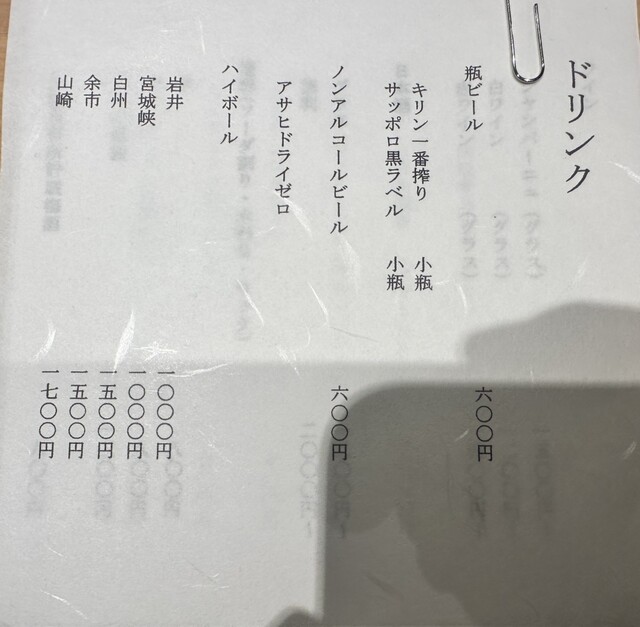 ドリンク
瓶ビール 六〇〇円
キリン一番搾り 小瓶
サッポロ黒ラベル 小瓶
ノンアルコールビール 六〇〇円
アサヒドライゼロ
ハイボール
岩井 一〇〇〇円
宮城峡 一〇〇〇円
白州 一五〇〇円
余市 一五〇〇円
山崎 一七〇〇円